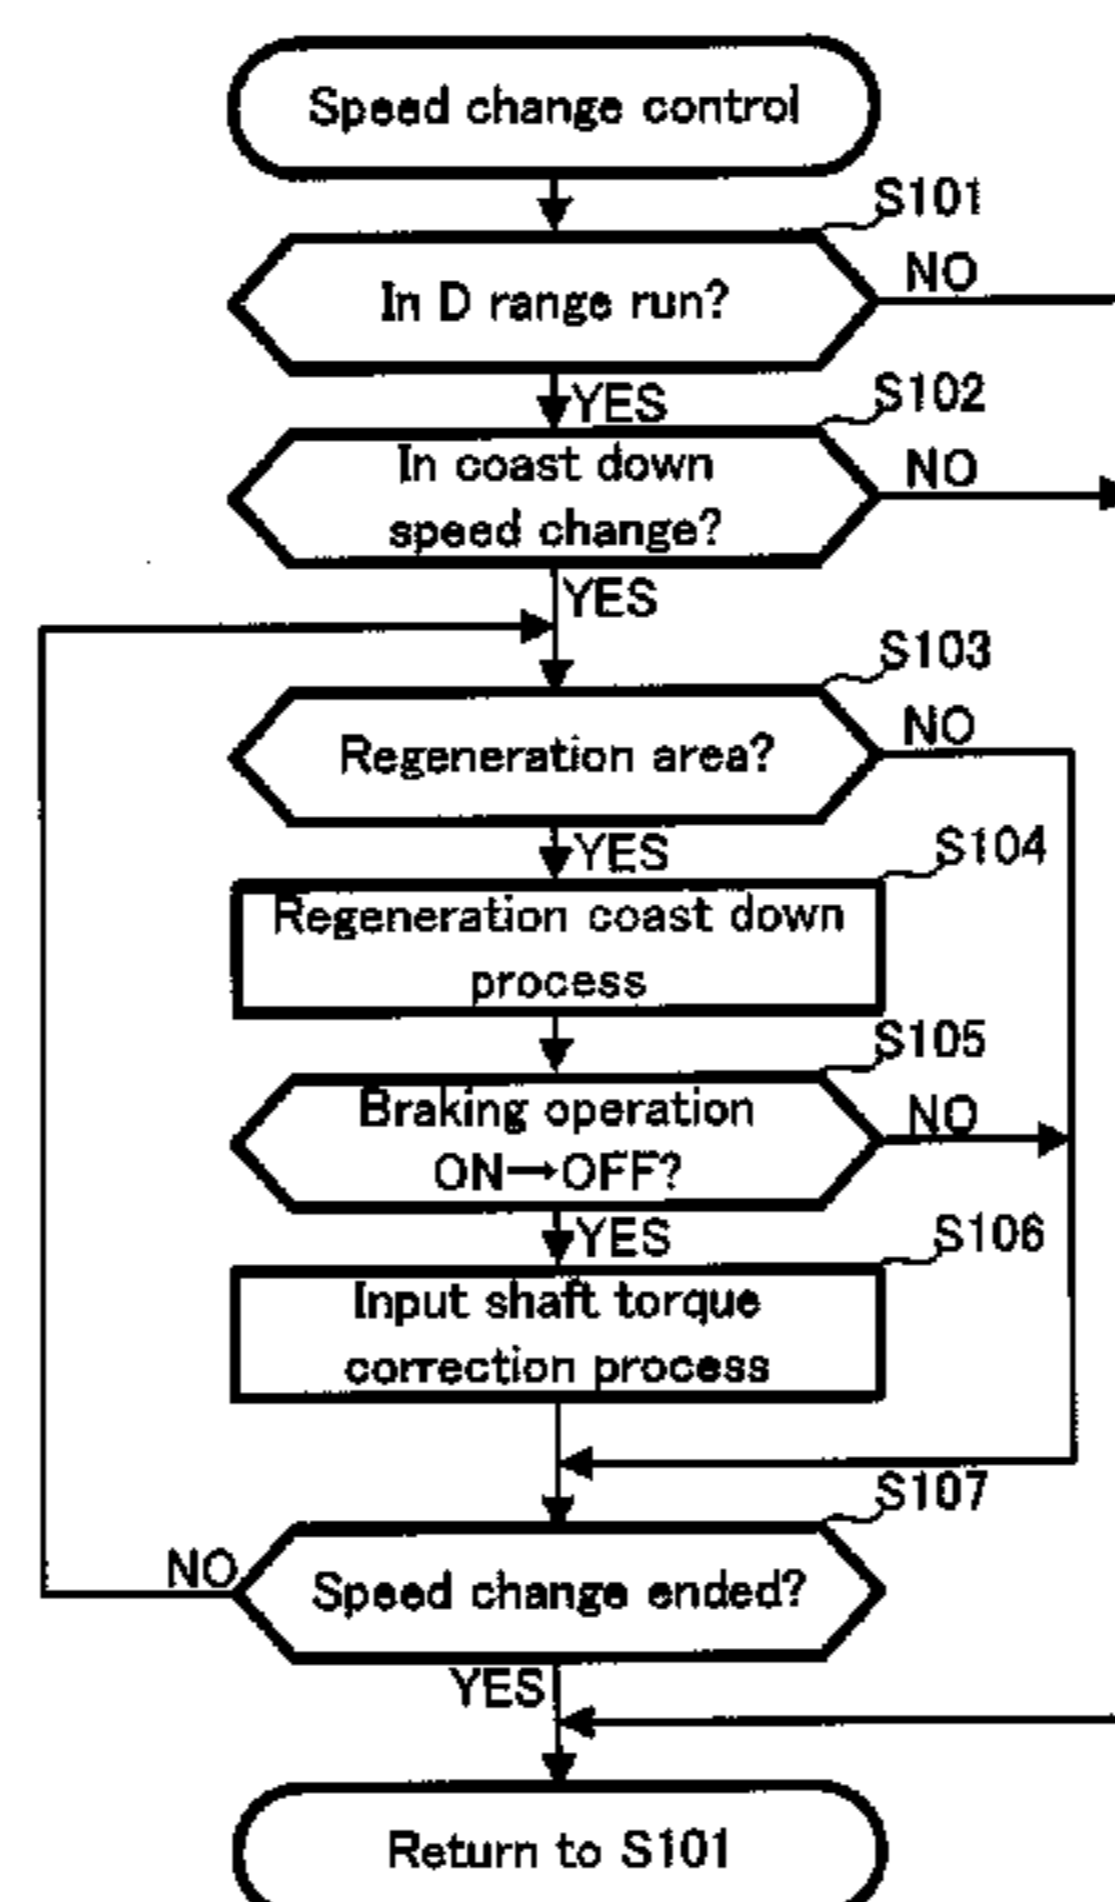 Speed change control
S101
In D range run?
NO
YES
S102
In coast down
speed change?
NO
YES
S103
Regeneration area?
NO
YES
S104
Regeneration coast down
process
S105
Braking operation
ON→OFF?
NO
YES
S106
Input shaft torque
correction process
S107
Speed change ended?
NO
YES
Return to S101